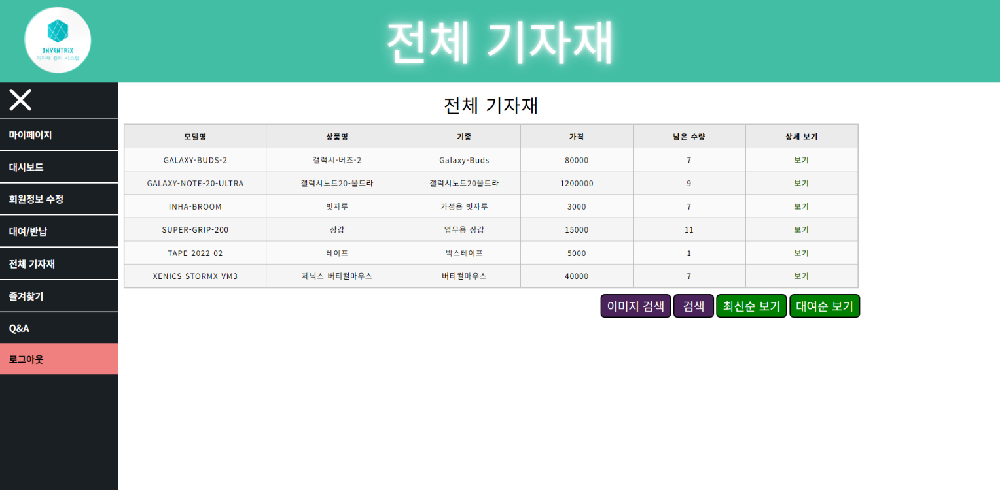 전체 기자재
INVENTRiX
기자재 관리 시스템
마이페이지
대시보드
회원정보 수정
대여/반납
전체 기자재
즐겨찾기
Q&A
로그아웃
전체 기자재
모델명 상품명 기종 가격 남은 수량 상세 보기
GALAXY-BUDS-2 갤럭시-버즈-2 Galaxy-Buds 80000 7 보기
GALAXY-NOTE-20-ULTRA 갤럭시노트20-울트라 갤럭시노트20울트라 1200000 9 보기
INHA-BROOM 빗자루 가정용 빗자루 3000 7 보기
SUPER-GRIP-200 장갑 업무용 장갑 15000 11 보기
TAPE-2022-02 테이프 박스테이프 5000 1 보기
XENICS-STORMX-VM3 제닉스-버티컬마우스 버티컬마우스 40000 7 보기
이미지 검색 검색 최신순 보기 대여순 보기